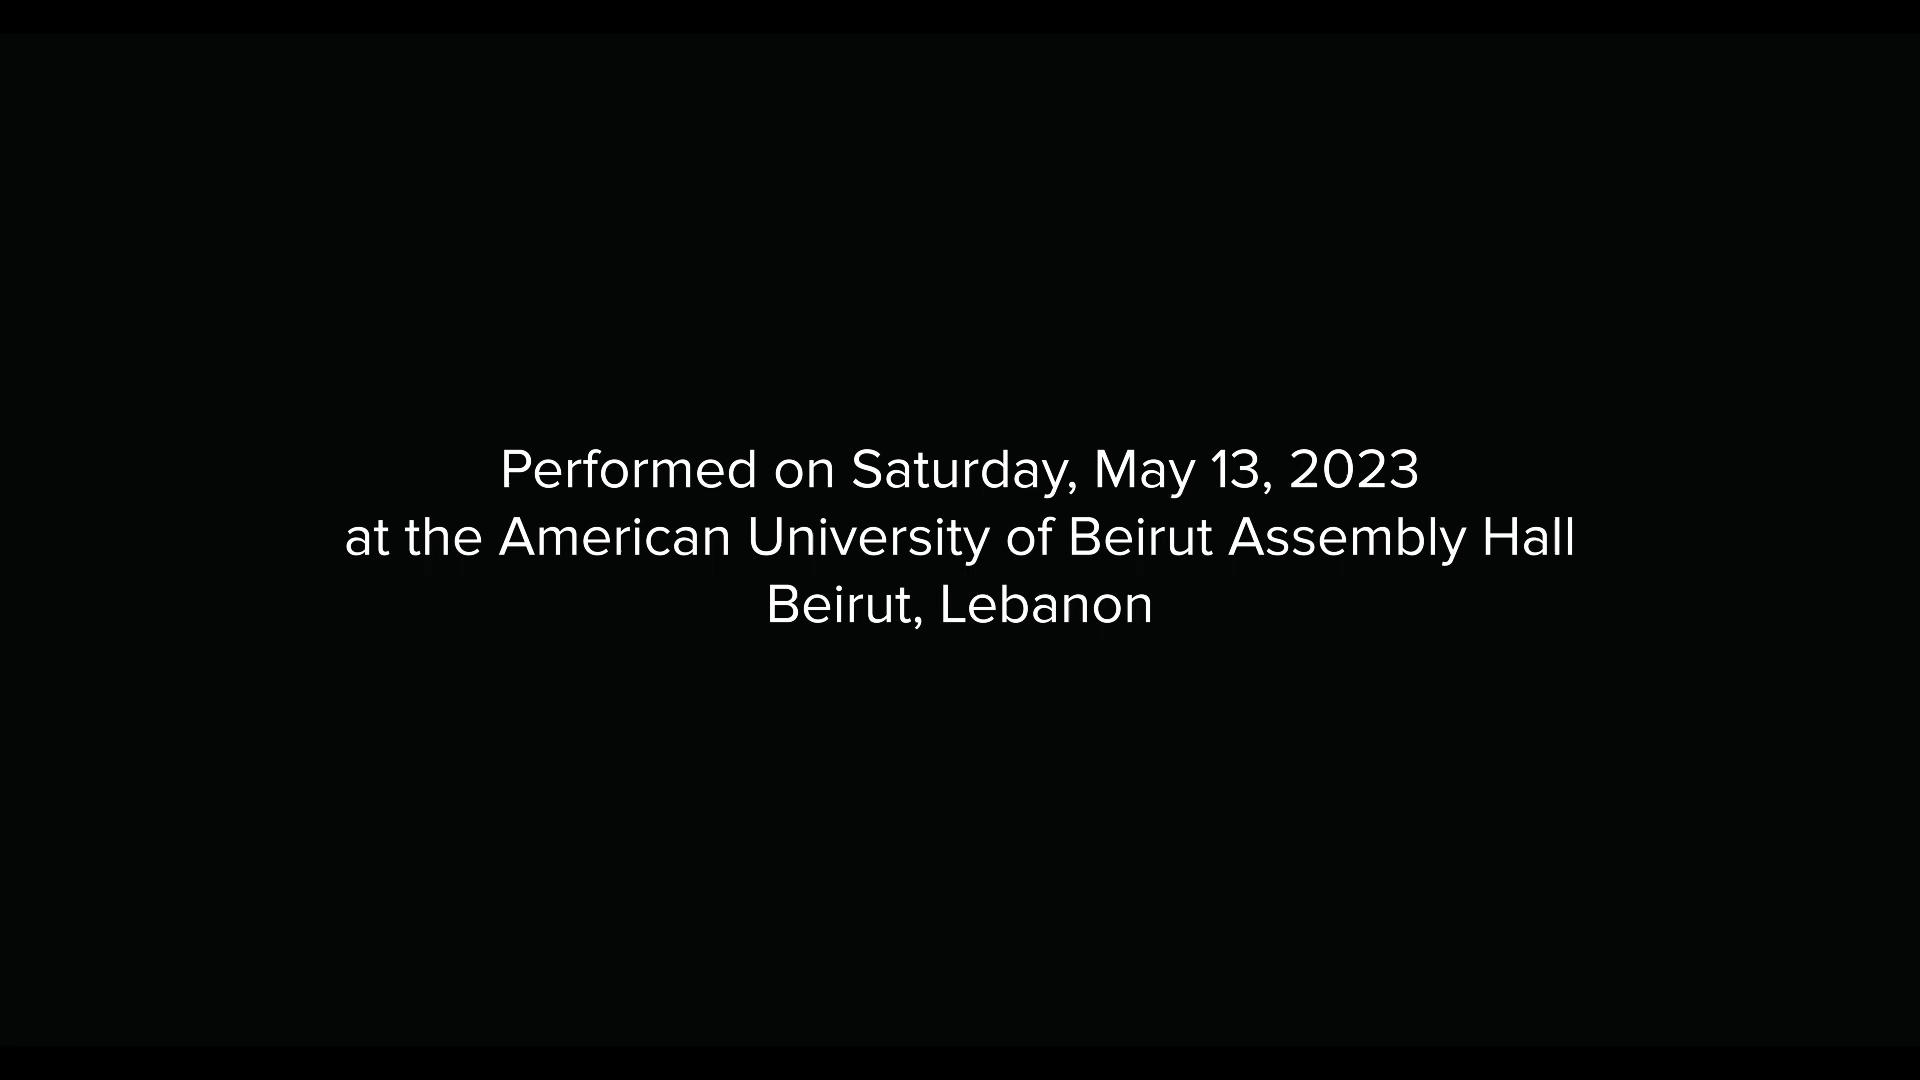 Performed on Saturday, May 13, 2023
at the American University of Beirut Assembly Hall
Beirut, Lebanon